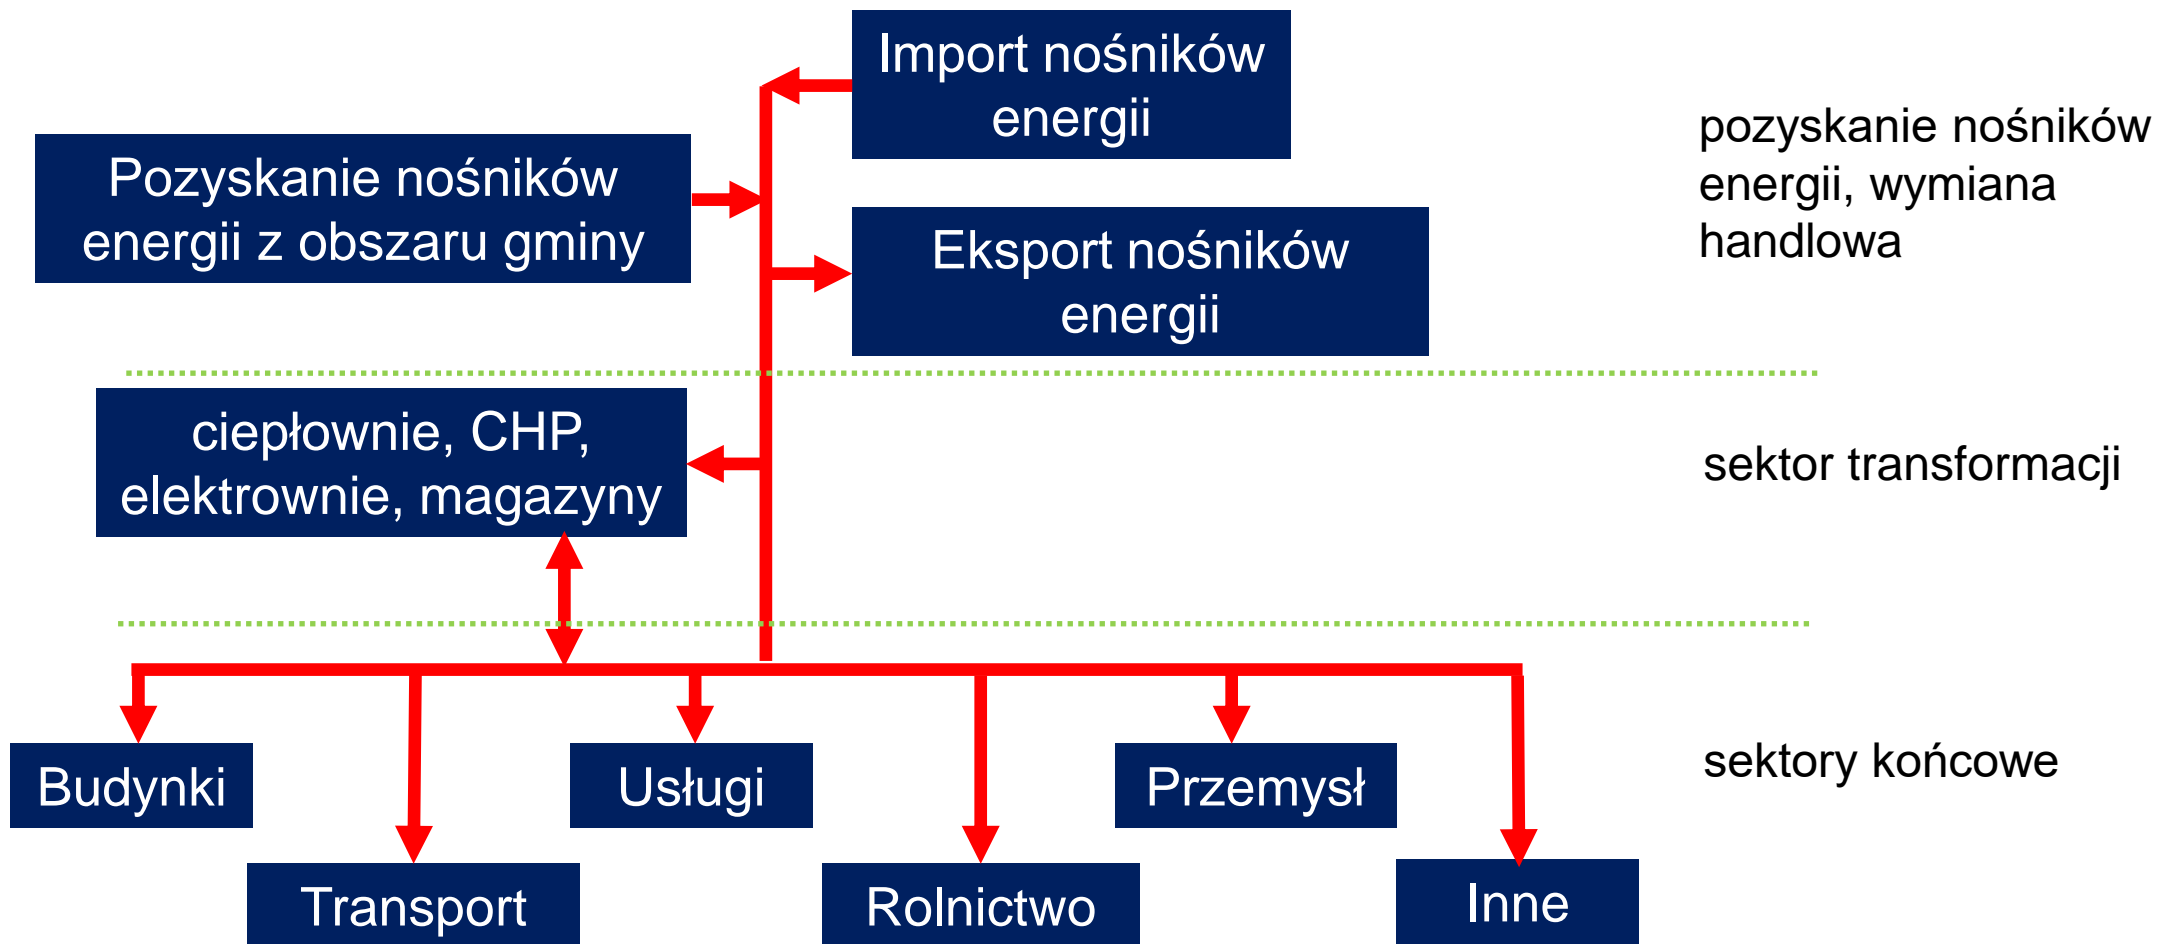 Import nośników
energii
Pozyskanie nośników
energii z obszaru gminy
Eksport nośników
energii
pozyskanie nośników
energii, wymiana
handlowa
ciepłownie, CHP,
elektrownie, magazyny
sektor transformacji
Budynki
Usługi
Przemysł
sektory końcowe
Transport
Rolnictwo
Inne